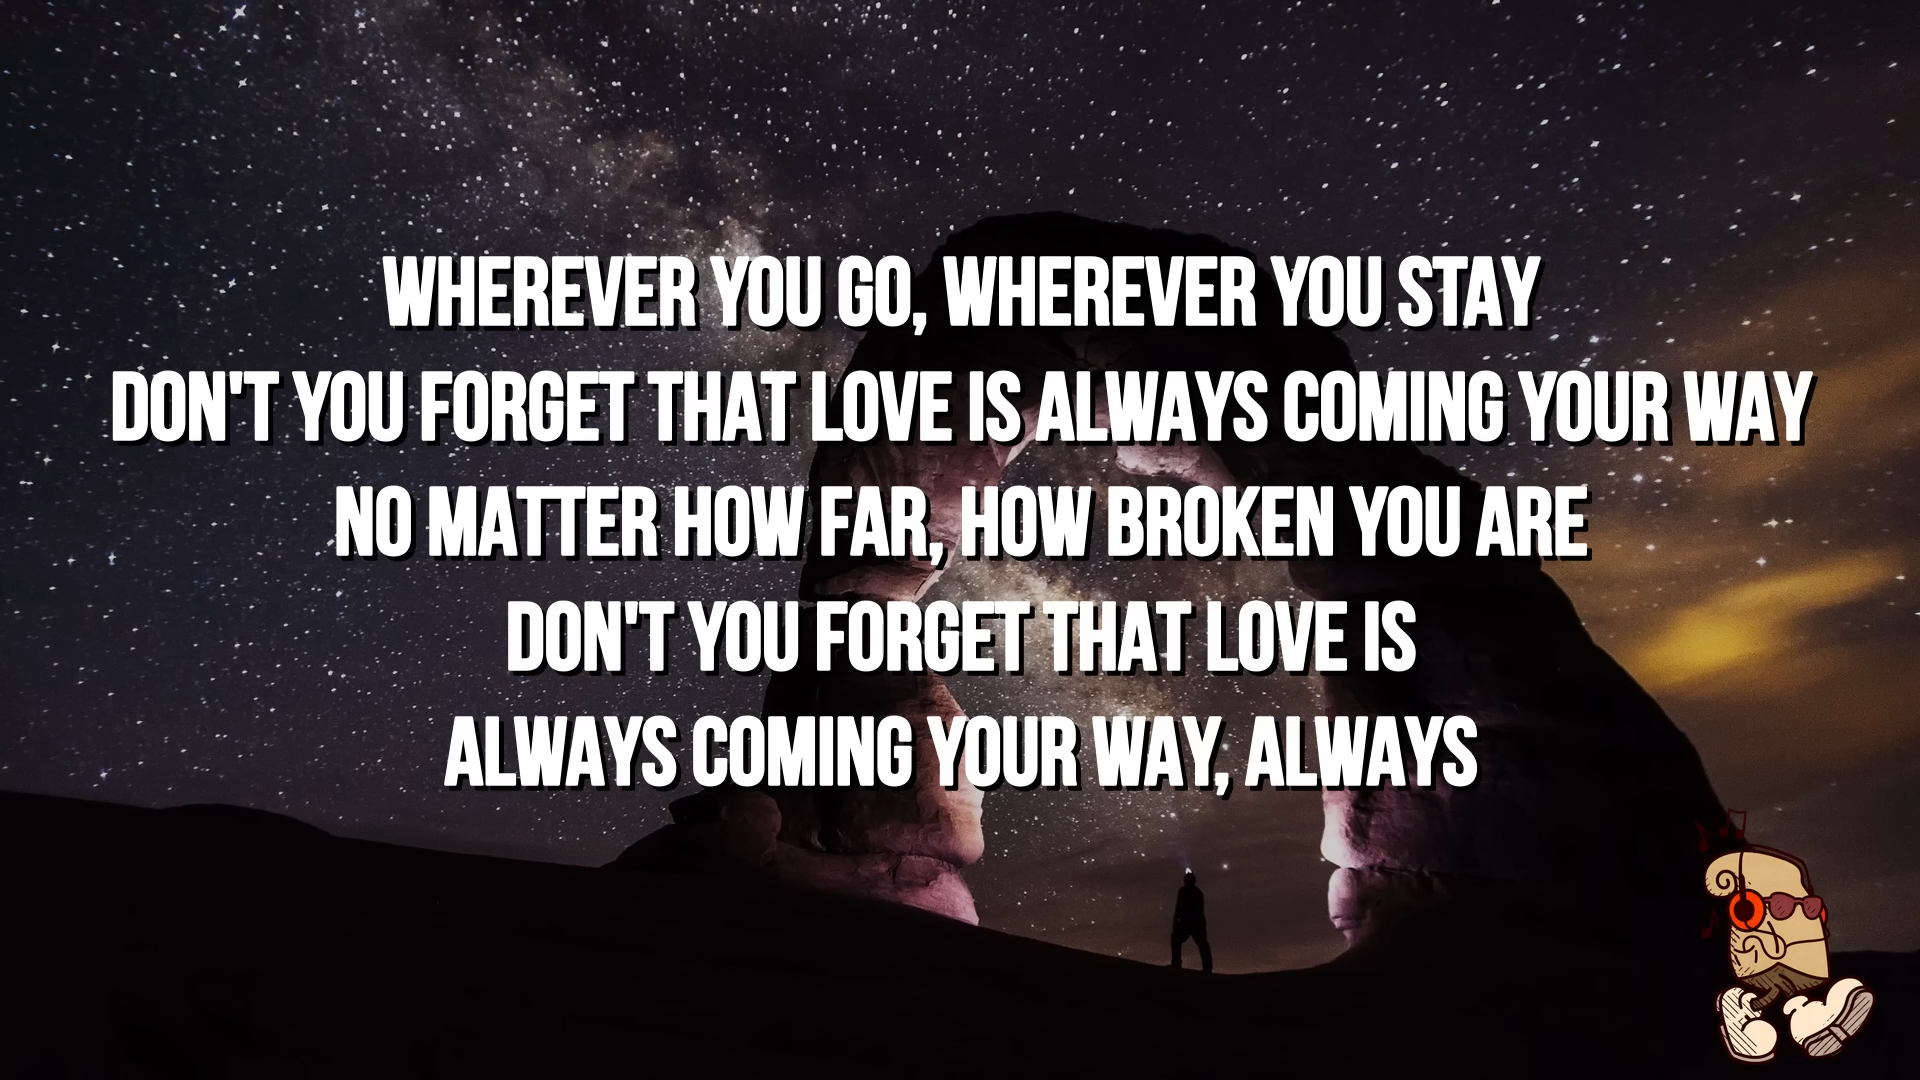 WHEREVER YOU GO, WHEREVER YOU STAY
DON'T YOU FORGET THAT LOVE IS ALWAYS COMING YOUR WAY
NO MATTER HOW FAR, HOW BROKEN YOU ARE
DON'T YOU FORGET THAT LOVE IS
ALWAYS COMING YOUR WAY, ALWAYS